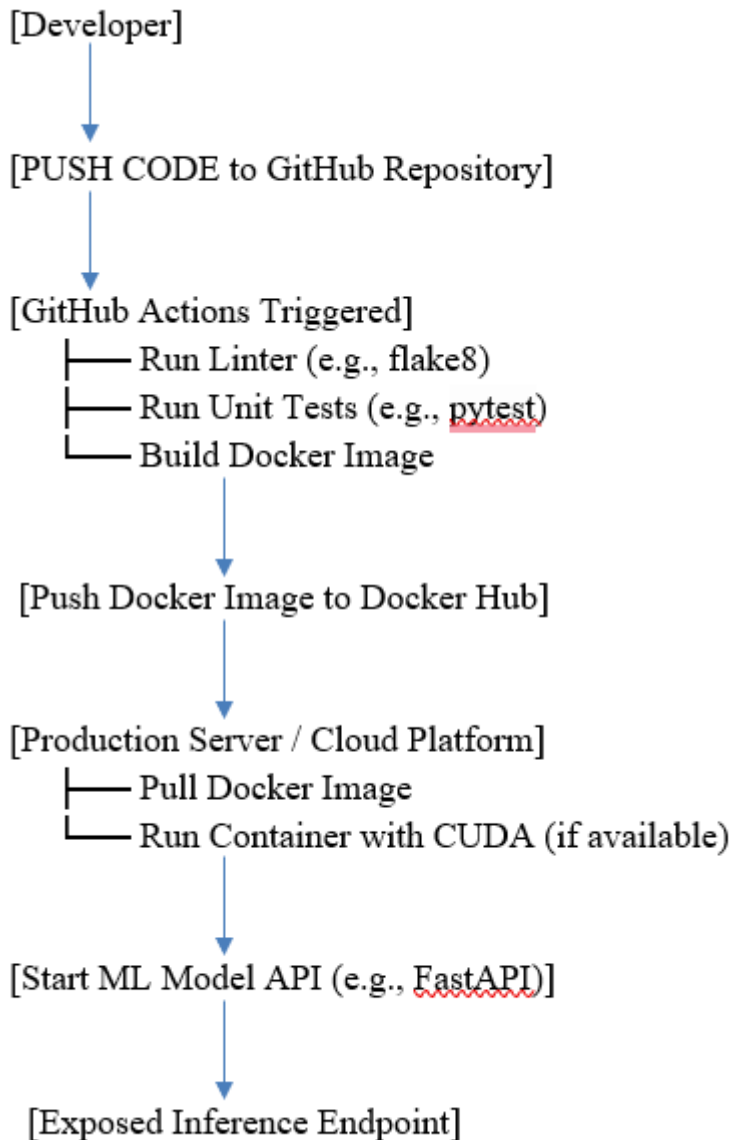 [Developer]
[PUSH CODE to GitHub Repository]
[GitHub Actions Triggered]
├── Run Linter (e.g., flake8)
├── Run Unit Tests (e.g., pytest)
└── Build Docker Image
[Push Docker Image to Docker Hub]
[Production Server / Cloud Platform]
├── Pull Docker Image
└── Run Container with CUDA (if available)
[Start ML Model API (e.g., FastAPI)]
[Exposed Inference Endpoint]